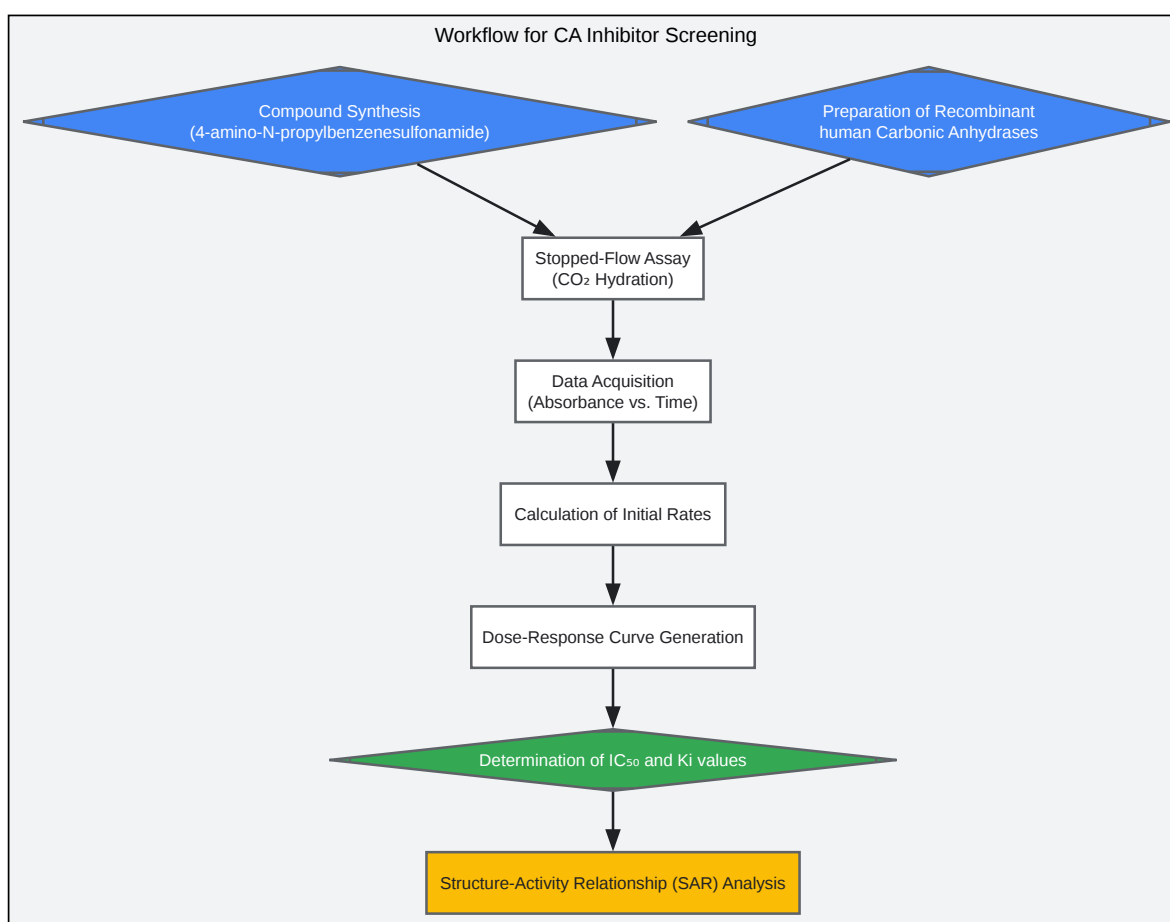 Workflow for CA Inhibitor Screening
Compound Synthesis
(4-amino-N-propylbenzenesulfonamide)
Preparation of Recombinant
human Carbonic Anhydrases
Stopped-Flow Assay
(CO₂ Hydration)
Data Acquisition
(Absorbance vs. Time)
Calculation of Initial Rates
Dose-Response Curve Generation
Determination of IC₅₀ and Ki values
Structure-Activity Relationship (SAR) Analysis